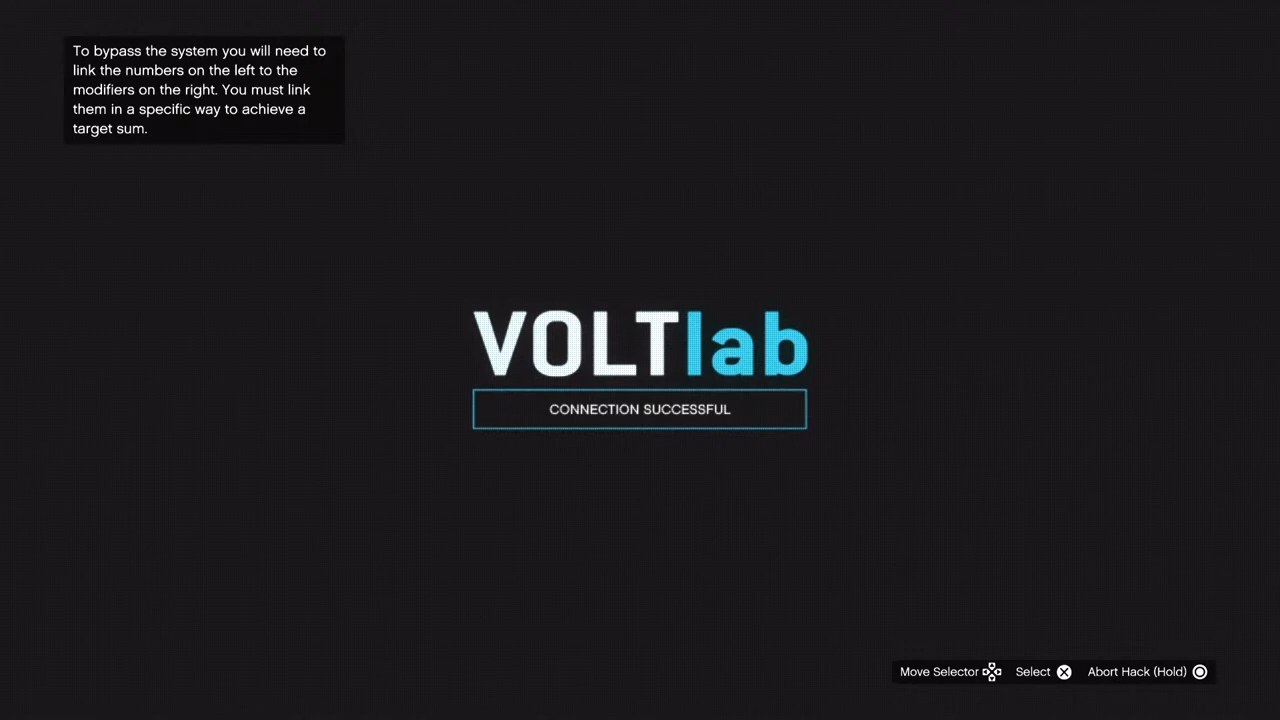 To bypass the system you will need to
link the numbers on the left to the
modifiers on the right. You must link
them in a specific way to achieve a
target sum.
VOLTlab
CONNECTION SUCCESSFUL
Move Selector Select Abort Hack (Hold)